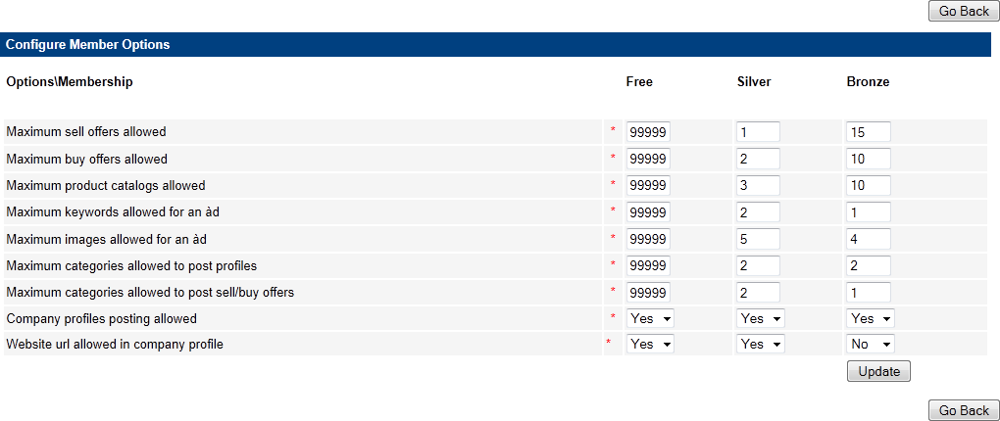 Go Back
Configure Member Options
Options\Membership Free Silver Bronze
Maximum sell offers allowed * 99999 1 15
Maximum buy offers allowed * 99999 2 10
Maximum product catalogs allowed * 99999 3 10
Maximum keywords allowed for an àd * 99999 2 1
Maximum images allowed for an àd * 99999 5 4
Maximum categories allowed to post profiles * 99999 2 2
Maximum categories allowed to post sell/buy offers * 99999 2 1
Company profiles posting allowed * Yes Yes Yes
Website url allowed in company profile * Yes Yes No
Update
Go Back